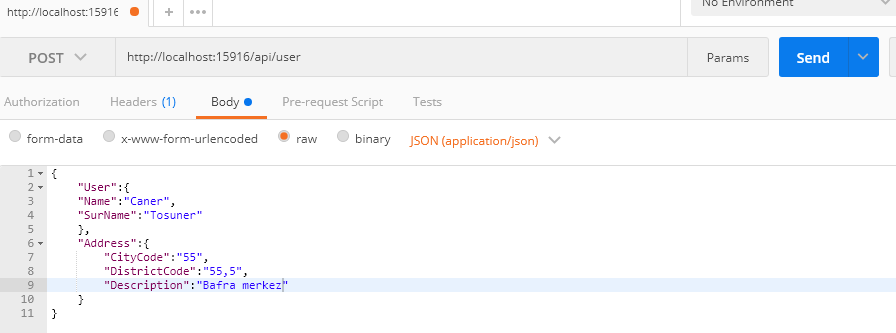 http://localhost:15916
+
•••
No Environment
POST
http://localhost:15916/api/user
Params
Send
Authorization
Headers (1)
Body
Pre-request Script
Tests
form-data
x-www-form-urlencoded
raw
binary
JSON (application/json)
1 {
2 "User":{
3 "Name":"Caner",
4 "SurName":"Tosuner"
5 },
6 "Address":{
7 "CityCode":"55",
8 "DistrictCode":"55,5",
9 "Description":"Bafra merkez"
10 }
11 }